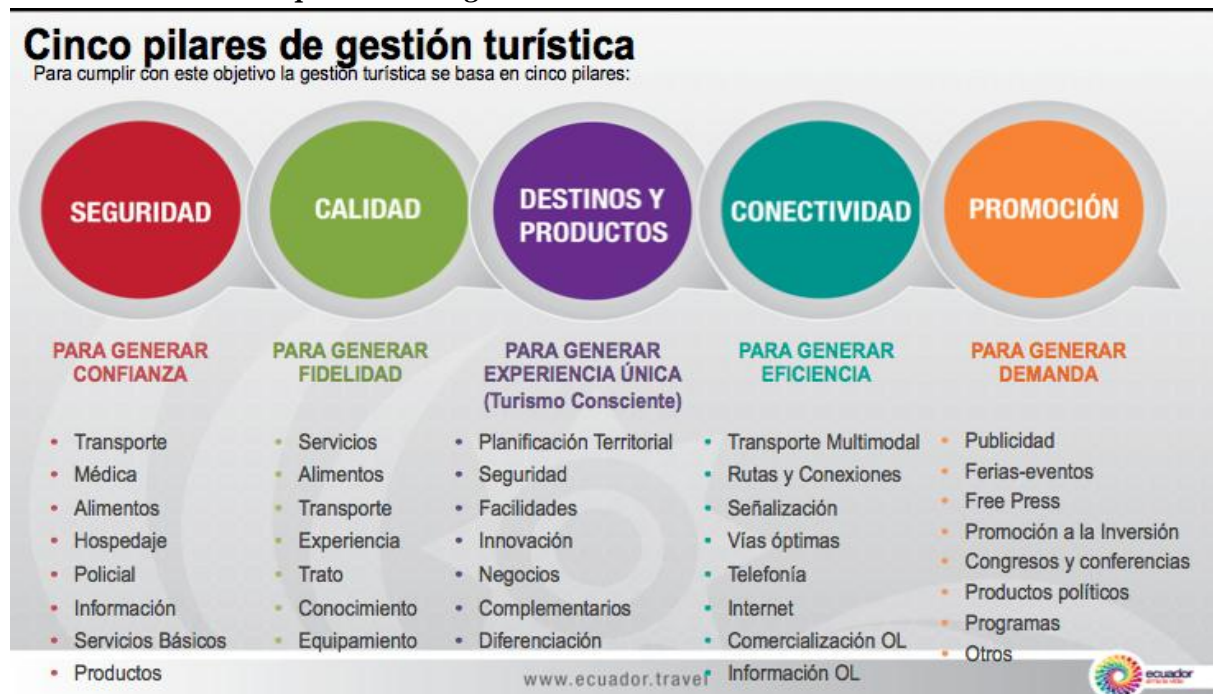 Cinco pilares de gestión turística
Para cumplir con este objetivo la gestión turística se basa en cinco pilares:
SEGURIDAD
CALIDAD
DESTINOS Y
PRODUCTOS
CONECTIVIDAD
PROMOCIÓN
PARA GENERAR
CONFIANZA
PARA GENERAR
FIDELIDAD
PARA GENERAR
EXPERIENCIA ÚNICA
(Turismo Consciente)
PARA GENERAR
EFICIENCIA
PARA GENERAR
DEMANDA
• Transporte
• Médica
• Alimentos
• Hospedaje
• Policial
• Información
• Servicios Básicos
• Productos
• Servicios
• Alimentos
• Transporte
• Experiencia
• Trato
• Conocimiento
• Equipamiento
• Planificación Territorial
• Seguridad
• Facilidades
• Innovación
• Negocios
• Complementarios
• Diferenciación
• Transporte Multimodal
• Rutas y Conexiones
• Señalización
• Vías óptimas
• Telefonía
• Internet
• Comercialización OL
• Información OL
• Publicidad
• Ferias-eventos
• Free Press
• Promoción a la Inversión
• Congresos y conferencias
• Productos políticos
• Programas
• Otros
www.ecuador.travel
ecuador